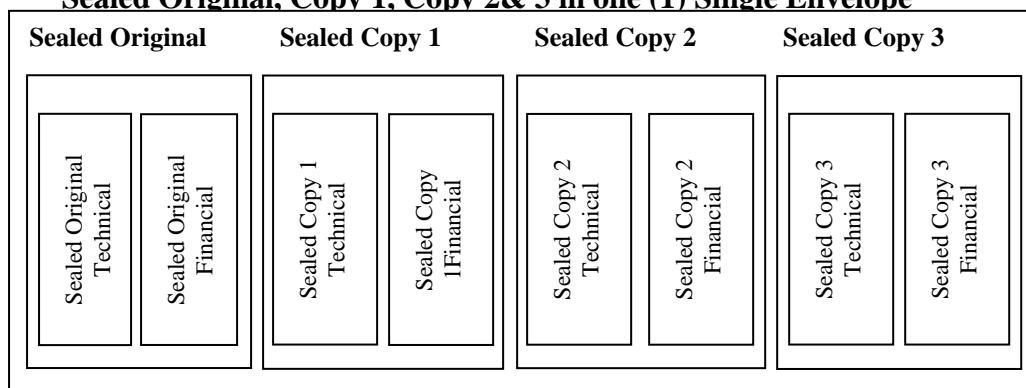 Sealed Original, Copy 1, Copy 2& 3 in one (1) Single Envelope
Sealed Original
Sealed Copy 1
Sealed Copy 2
Sealed Copy 3
Sealed Original
Technical
Sealed Original
Financial
Sealed Copy 1
Technical
Sealed Copy
1Financial
Sealed Copy 2
Technical
Sealed Copy 2
Financial
Sealed Copy 3
Technical
Sealed Copy 3
Financial